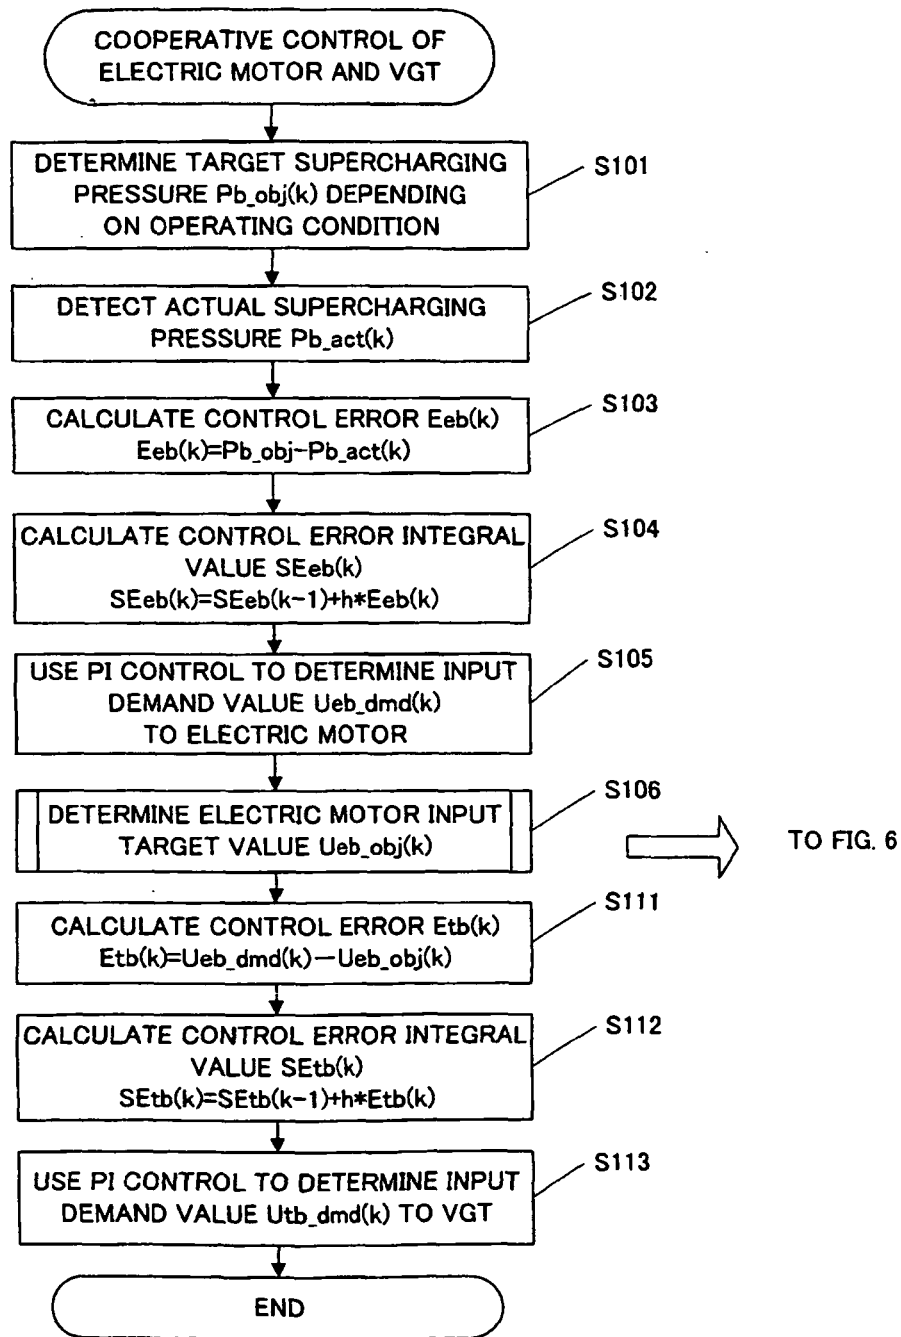 COOPERATIVE CONTROL OF
ELECTRIC MOTOR AND VGT
DETERMINE TARGET SUPERCHARGING
PRESSURE Pb_obj(k) DEPENDING
ON OPERATING CONDITION
S101
DETECT ACTUAL SUPERCHARGING
PRESSURE Pb_act(k)
S102
CALCULATE CONTROL ERROR Eeb(k)
Eeb(k)=Pb_obj-Pb_act(k)
S103
CALCULATE CONTROL ERROR INTEGRAL
VALUE SEeb(k)
SEeb(k)=SEeb(k-1)+h*Eeb(k)
S104
USE PI CONTROL TO DETERMINE INPUT
DEMAND VALUE Ueb_dmd(k)
TO ELECTRIC MOTOR
S105
DETERMINE ELECTRIC MOTOR INPUT
TARGET VALUE Ueb_obj(k)
S106
TO FIG. 6
CALCULATE CONTROL ERROR Etb(k)
Etb(k)=Ueb_dmd(k)-Ueb_obj(k)
S111
CALCULATE CONTROL ERROR INTEGRAL
VALUE SEtb(k)
SEtb(k)=SEtb(k-1)+h*Etb(k)
S112
USE PI CONTROL TO DETERMINE INPUT
DEMAND VALUE Utb_dmd(k) TO VGT
S113
END